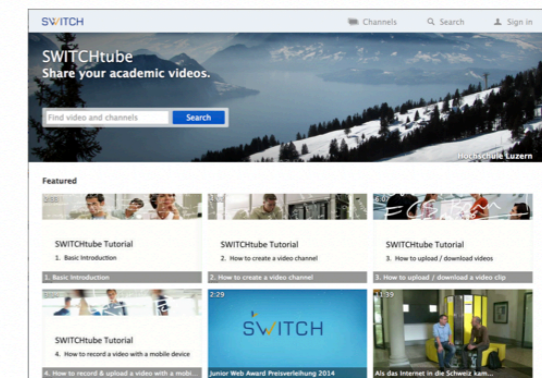 SWITCH
Channels Search Sign in
SWITCHtube
Share your academic videos.
Find video and channels Search
Hochschule Luzern
Featured
SWITCHtube Tutorial
1. Basic Introduction
1. Basic Introduction
SWITCHtube Tutorial
2. How to create a video channel
2. How to create a video channel
SWITCHtube Tutorial
3. How to upload / download videos
3. How to upload / download a video clip
SWITCHtube Tutorial
4. How to record a video with a mobile device
4. How to record & upload a video with a mobi...
2:29
SWITCH
Junior Web Award Preisverleihung 2014
Als das Internet in die Schweiz kam...